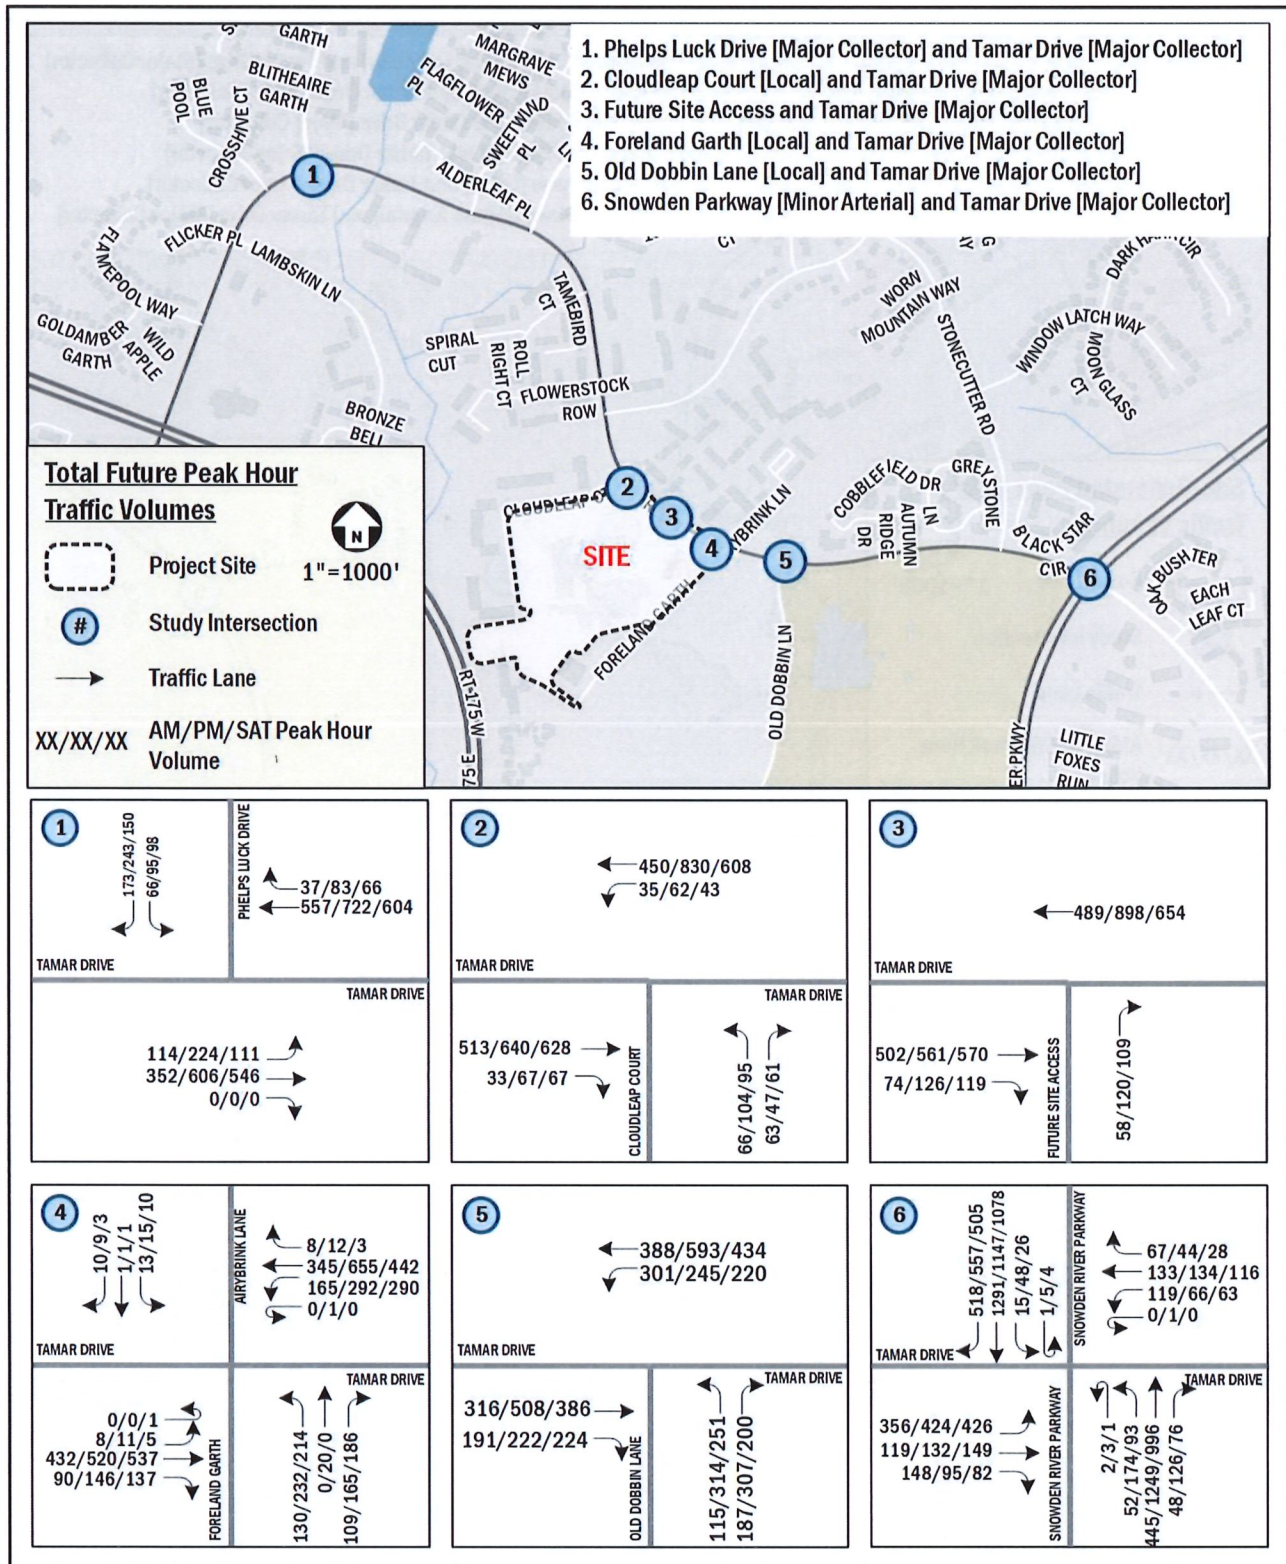 GARTH
BLITHEAIRE
GARTH
BLUE
POOL
CROSSHIVE CT
MARGRAVE
MEWS
FLAGFLOWER
PL
SWEETWIND
PL
ALDERLEAF PL
1
1. Phelps Luck Drive [Major Collector] and Tamar Drive [Major Collector]
2. Cloudleap Court [Local] and Tamar Drive [Major Collector]
3. Future Site Access and Tamar Drive [Major Collector]
4. Foreland Garth [Local] and Tamar Drive [Major Collector]
5. Old Dobbin Lane [Local] and Tamar Drive [Major Collector]
6. Snowden Parkway [Minor Arterial] and Tamar Drive [Major Collector]
FLICKER PL
LAMBSKIN LN
FLAMEPOOL WAY
GOLDAMBER
GARTH
WILD
APPLE
TAMEBIRD
CT
SPIRAL
CUT
ROLL
RIGHT CT
FLOWERSTOCK
ROW
BRONZE
BELL
CT
WORN
MOUNTAIN WAY
STONECUTTER RD
WINDOW LATCH WAY
MOON GLASS
CT
2
3
4
5
6
SITE
FORELAND GARTH
OLD DOBBIN LN
COBBLEFIELD DR
GREYSTONE
LN
AUTUMN
RIDGE
DR
BLACK STAR
CIR
OAK BUSH TER
EACH
LEAF CT
LITTLE
FOXES
RUN
RT-175 W
75 E
ER PKWY
Total Future Peak Hour
Traffic Volumes
N
1"=1000'
Project Site
#
Study Intersection
Traffic Lane
XX/XX/XX
AM/PM/SAT Peak Hour
Volume
1
173/243/150
66/95/98
PHELPS LUCK DRIVE
37/83/66
557/722/604
TAMAR DRIVE
TAMAR DRIVE
114/224/111
352/606/546
0/0/0
2
450/830/608
35/62/43
TAMAR DRIVE
TAMAR DRIVE
513/640/628
33/67/67
CLOUDLEAP COURT
66/104/95
63/47/61
3
489/898/654
TAMAR DRIVE
502/561/570
74/126/119
FUTURE SITE ACCESS
58/120/109
4
10/9/3
1/1/1
13/15/10
AIRYBRINK LANE
8/12/3
345/655/442
165/292/290
0/1/0
TAMAR DRIVE
TAMAR DRIVE
0/0/1
8/11/5
432/520/537
90/146/137
FORELAND GARTH
130/232/214
0/20/0
109/165/186
5
388/593/434
301/245/220
TAMAR DRIVE
TAMAR DRIVE
316/508/386
191/222/224
OLD DOBBIN LANE
115/314/251
187/307/200
6
518/557/505
1291/1147/1078
15/48/26
1/5/4
SNOWDEN RIVER PARKWAY
67/44/28
133/134/116
119/66/63
0/1/0
TAMAR DRIVE
TAMAR DRIVE
356/424/426
119/132/149
148/95/82
SNOWDEN RIVER PARKWAY
2/3/1
52/174/93
445/1249/996
48/126/76